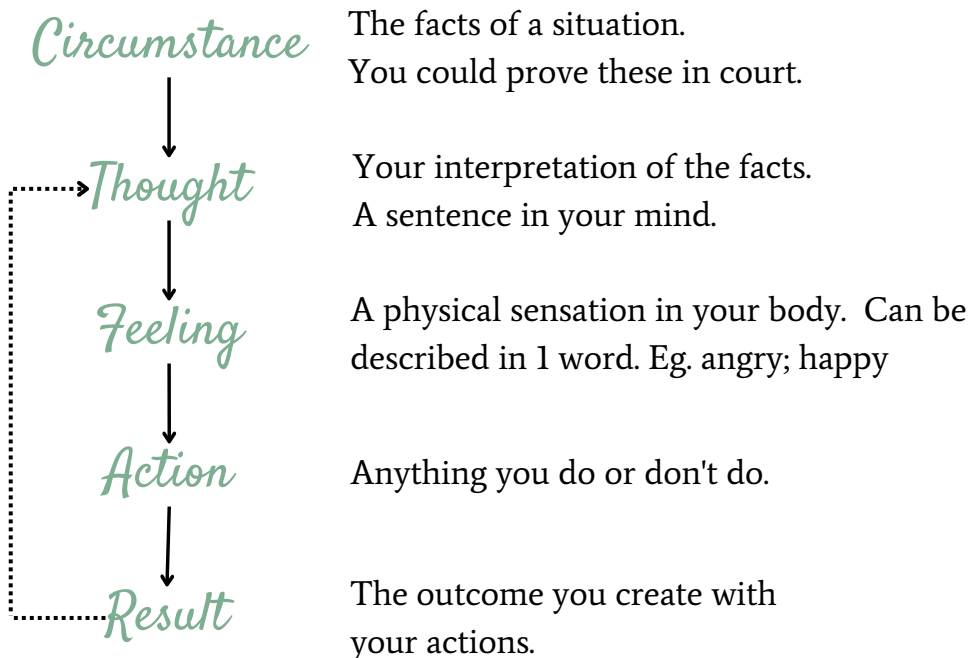 Circumstance
The facts of a situation.
You could prove these in court.
Thought
Your interpretation of the facts.
A sentence in your mind.
Feeling
A physical sensation in your body.  Can be
described in 1 word. Eg. angry; happy
Action
Anything you do or don't do.
Result
The outcome you create with
your actions.